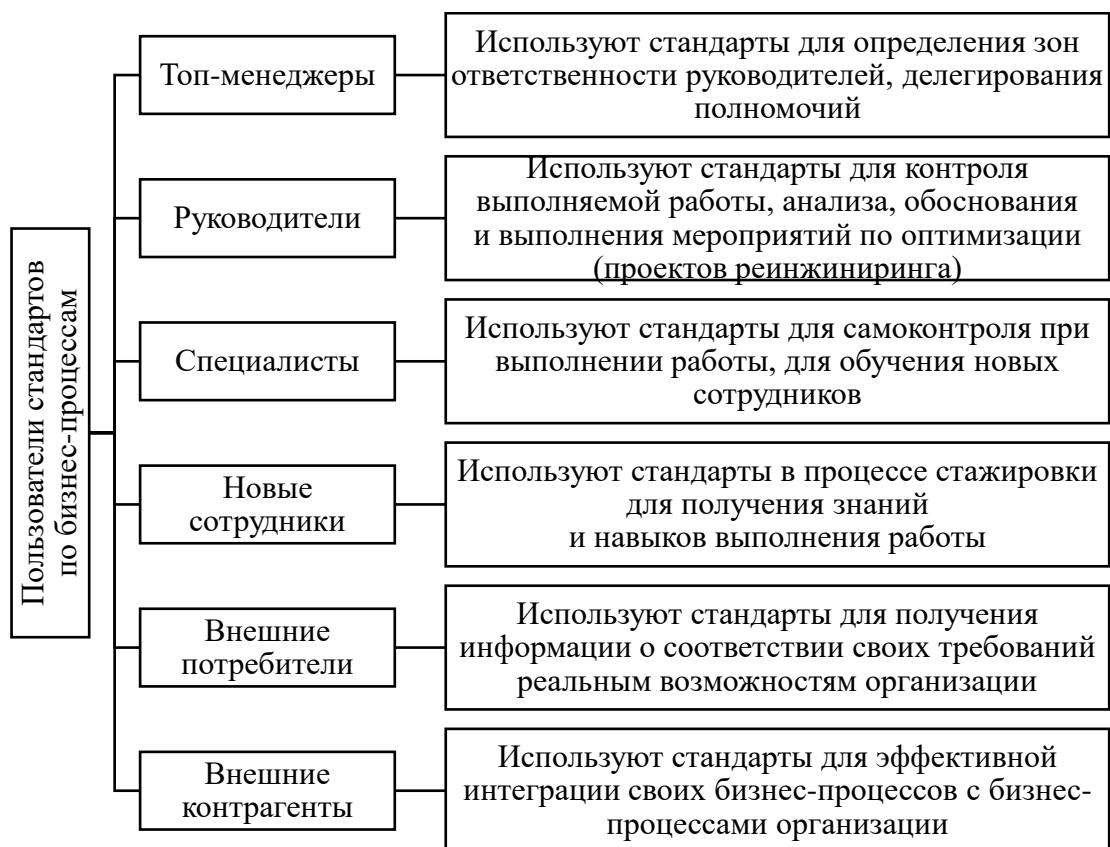 Пользователи стандартов
по бизнес-процессам
Топ-менеджеры
Используют стандарты для определения зон
ответственности руководителей, делегирования
полномочий
Руководители
Используют стандарты для контроля
выполняемой работы, анализа, обоснования
и выполнения мероприятий по оптимизации
(проектов реинжиниринга)
Специалисты
Используют стандарты для самоконтроля при
выполнении работы, для обучения новых
сотрудников
Новые
сотрудники
Используют стандарты в процессе стажировки
для получения знаний
и навыков выполнения работы
Внешние
потребители
Используют стандарты для получения
информации о соответствии своих требований
реальным возможностям организации
Внешние
контрагенты
Используют стандарты для эффективной
интеграции своих бизнес-процессов с бизнес-
процессами организации